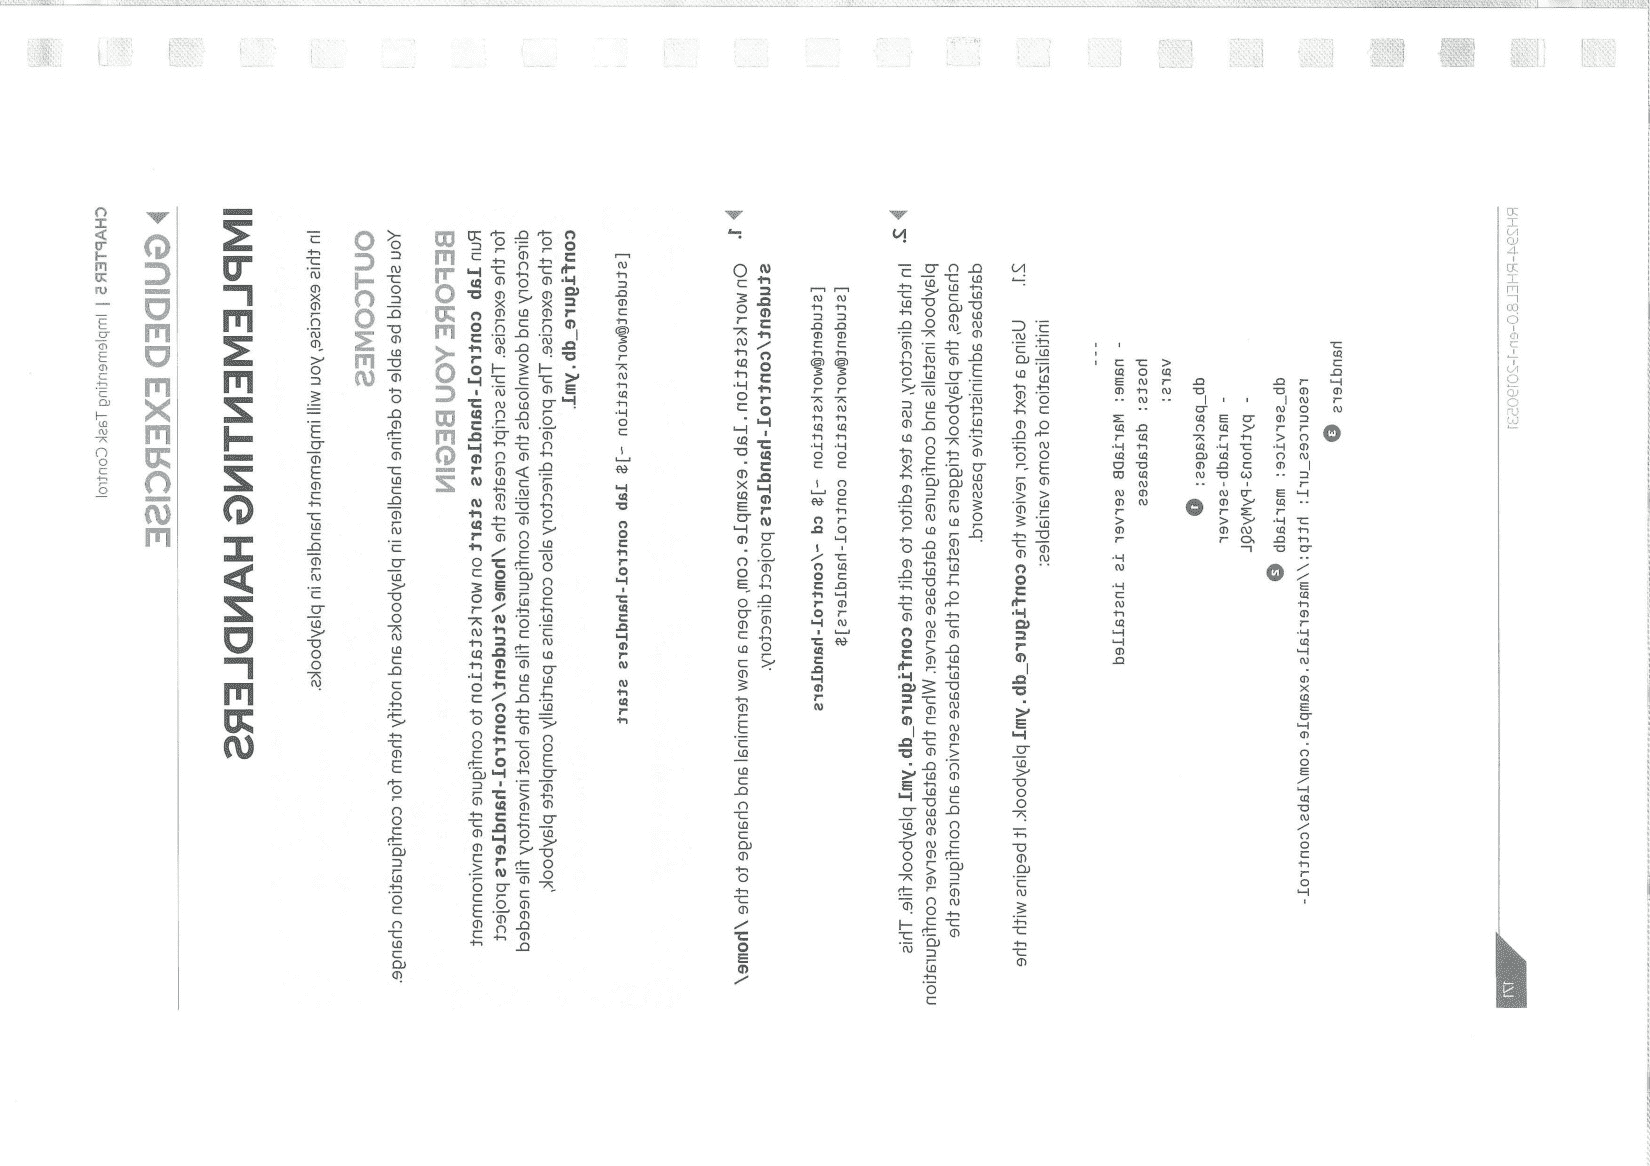 CHAPTER 5 | Implementing Task Control
▶ GUIDED EXERCISE
IMPLEMENTING HANDLERS
In this exercise, you will implement handlers in playbooks.
OUTCOMES
You should be able to define handlers in playbooks and notify them for configuration change.
BEFORE YOU BEGIN
Run lab control-handlers start on workstation to configure the environment
for the exercise. This script creates the /home/student/control-handlers project
directory and downloads the Ansible configuration file and the host inventory file needed
for the exercise. The project directory also contains a partially complete playbook,
configure_db.yml.
[student@workstation ~]$ lab control-handlers start
▶ 1. On workstation.lab.example.com, open a new terminal and change to the /home/
student/control-handlers project directory.
[student@workstation ~]$ cd ~/control-handlers
[student@workstation control-handlers]$
▶ 2. In that directory, use a text editor to edit the configure_db.yml playbook file. This
playbook installs and configures a database server. When the database server configuration
changes, the playbook triggers a restart of the database service and configures the
database administrative password.
2.1. Using a text editor, review the configure_db.yml playbook. It begins with the
initialization of some variables:
---
- name: MariaDB server is installed
hosts: databases
vars:
db_packages: 1
- mariadb-server
- python3-PyMySQL
db_service: mariadb 2
resources_url: http://materials.example.com/labs/control-
handlers 3
RH294-RHEL8.0-en-1-20190531
171